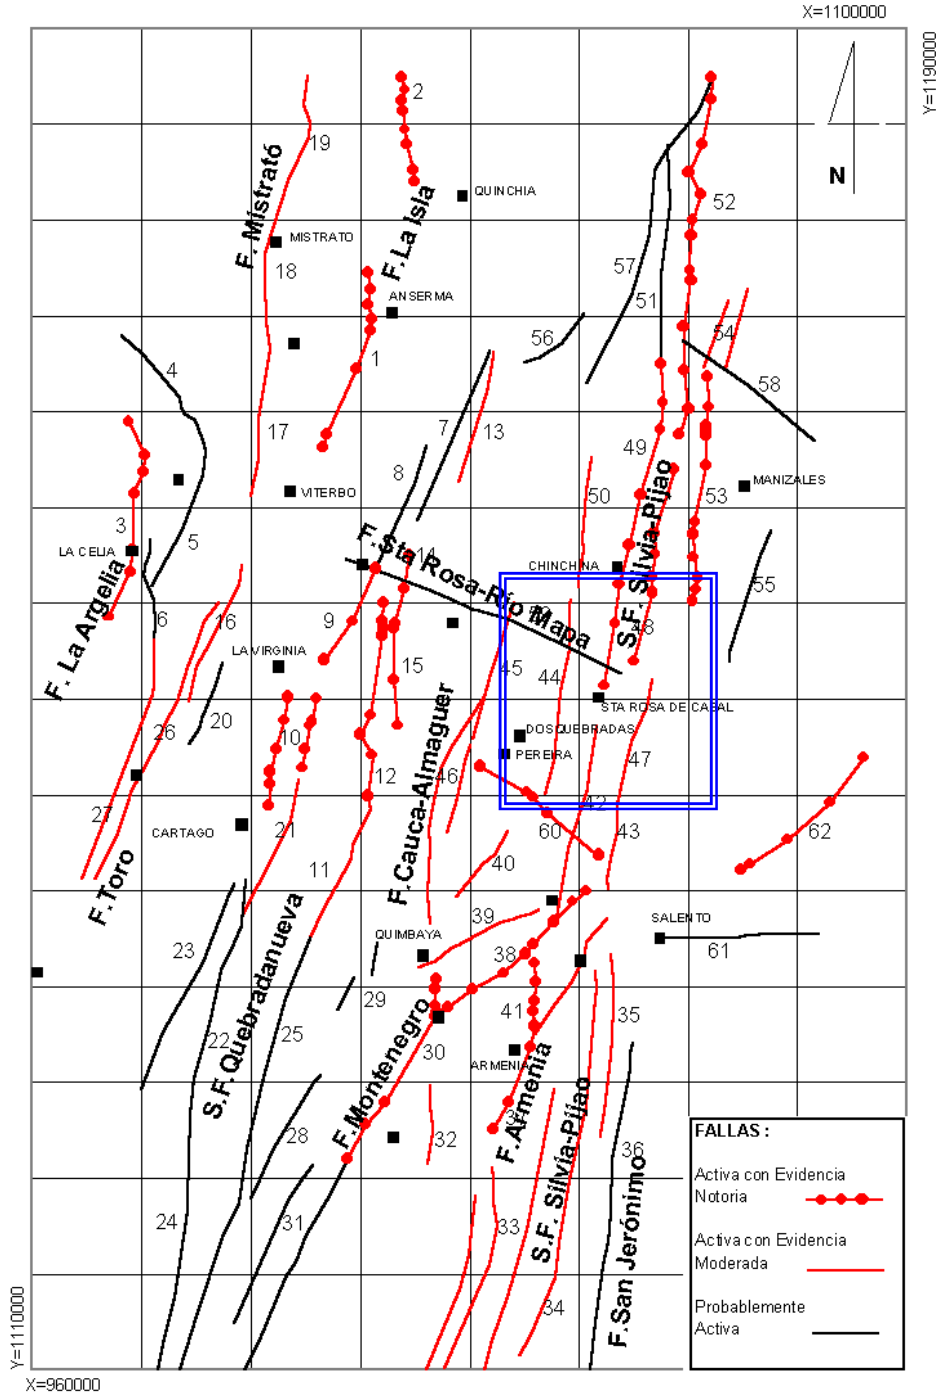 X=1100000
Y=1190000
N
2
19
F. Mistrató
F. La Isla
QUINCHIA
52
MISTRATO
18
57
51
ANSERMA
54
56
1
4
58
7
13
17
49
8
50
VITERBO
S.F. Silvia-Pijao
53
MANIZALES
3
5
F. Sta Rosa-Río Mapa
14
LA CELIA
CHINCHINA
55
F. La Argelia
6
16
9
48
LA VIRGINIA
15
45
44
20
STA ROSA DE CABAL
26
10
DOSQUEBRADAS
PEREIRA
47
12
46
F.Cauca-Almaguer
42
27
CARTAGO
21
60
43
62
11
40
F.Toro
39
SALENTO
23
QUIMBAYA
38
61
S.F.Quebradanueva
29
41
35
22
25
30
F.Montenegro
ARMENIA
F.Armenia
37
28
32
36
S.F. Silvia-Pijao
F.San Jerónimo
24
31
33
34
FALLAS :
Activa con Evidencia
Notoria
Activa con Evidencia
Moderada
Probablemente
Activa
Y=1110000
X=960000